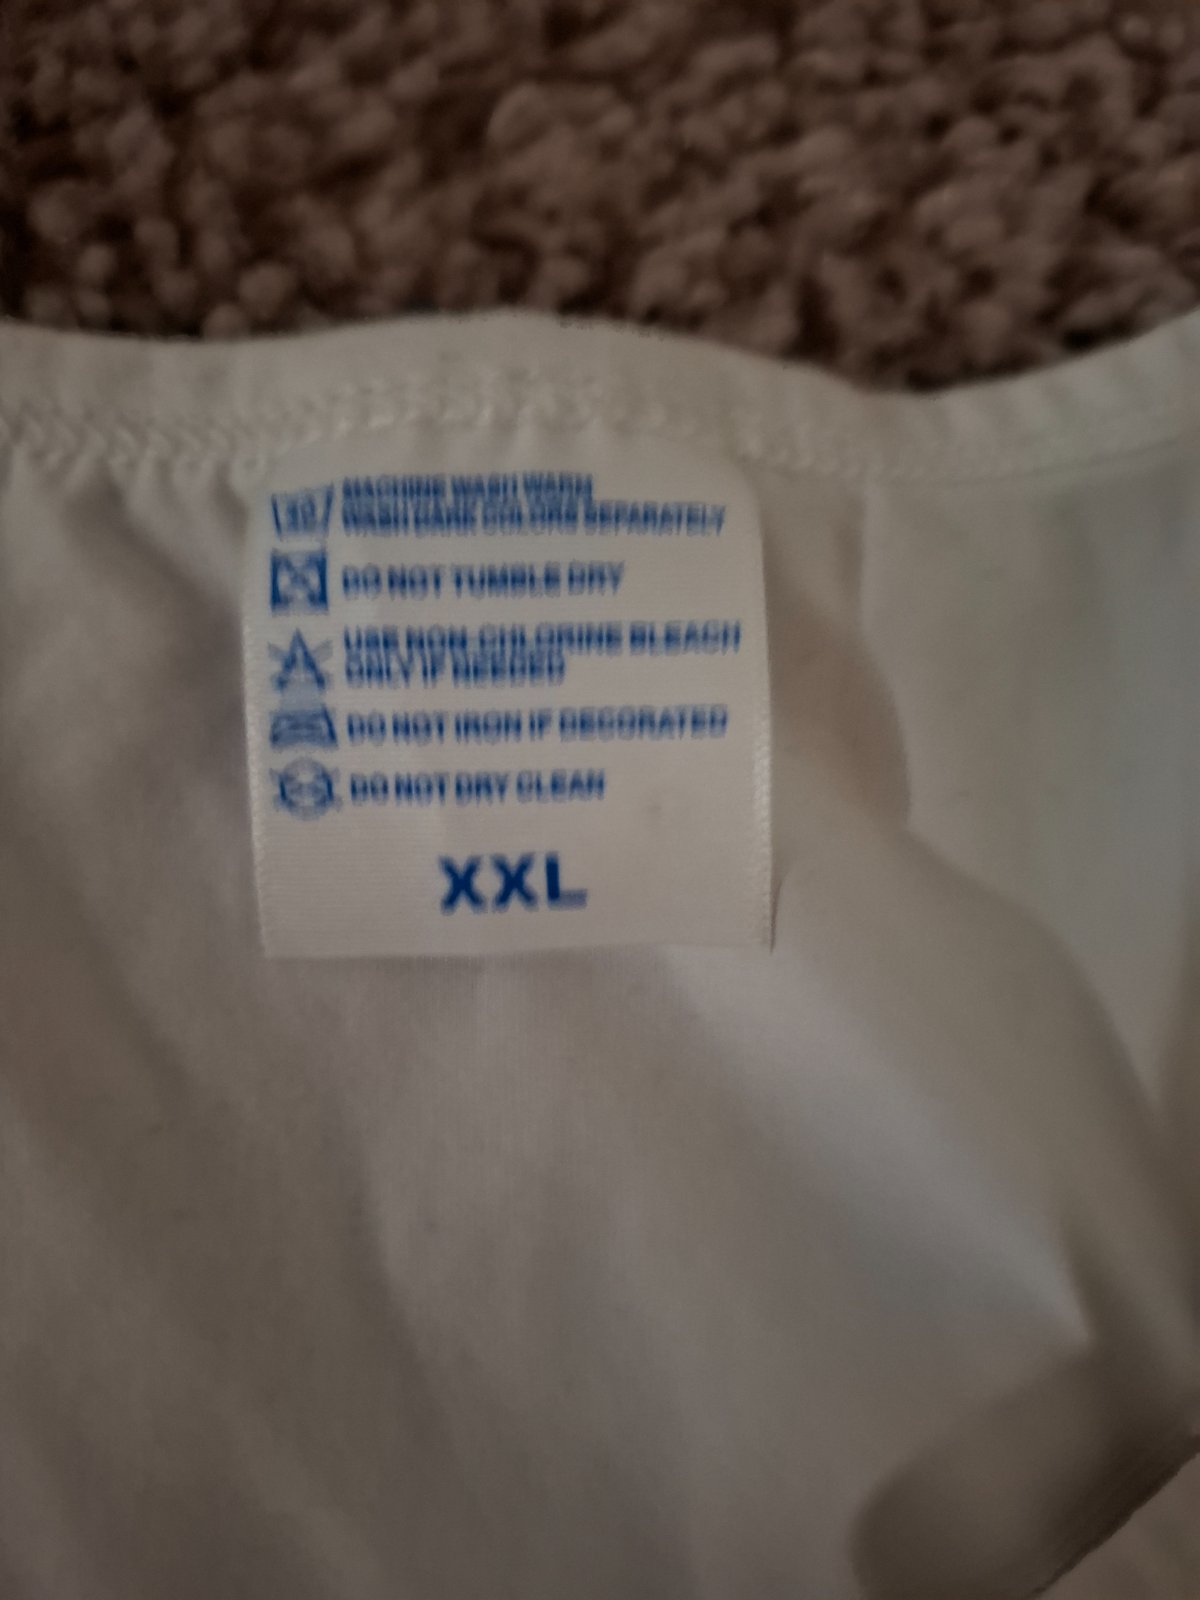 MACHINE WASH WARM
WASH DARK COLORS SEPARATELY
DO NOT TUMBLE DRY
USE NON-CHLORINE BLEACH
ONLY IF NEEDED
DO NOT IRON IF DECORATED
DO NOT DRY CLEAN
XXL